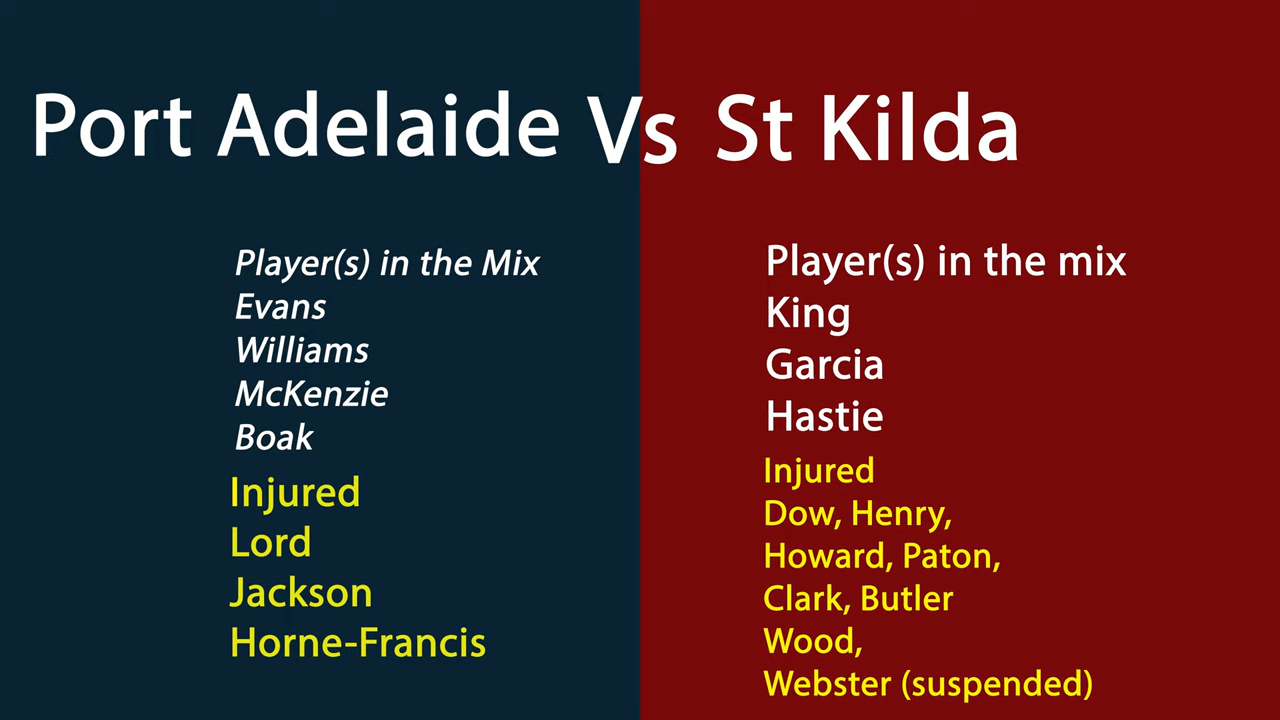 Port Adelaide Vs St Kilda
Player(s) in the Mix
Evans
Williams
McKenzie
Boak
Injured
Lord
Jackson
Horne-Francis
Player(s) in the mix
King
Garcia
Hastie
Injured
Dow, Henry,
Howard, Paton,
Clark, Butler
Wood,
Webster (suspended)